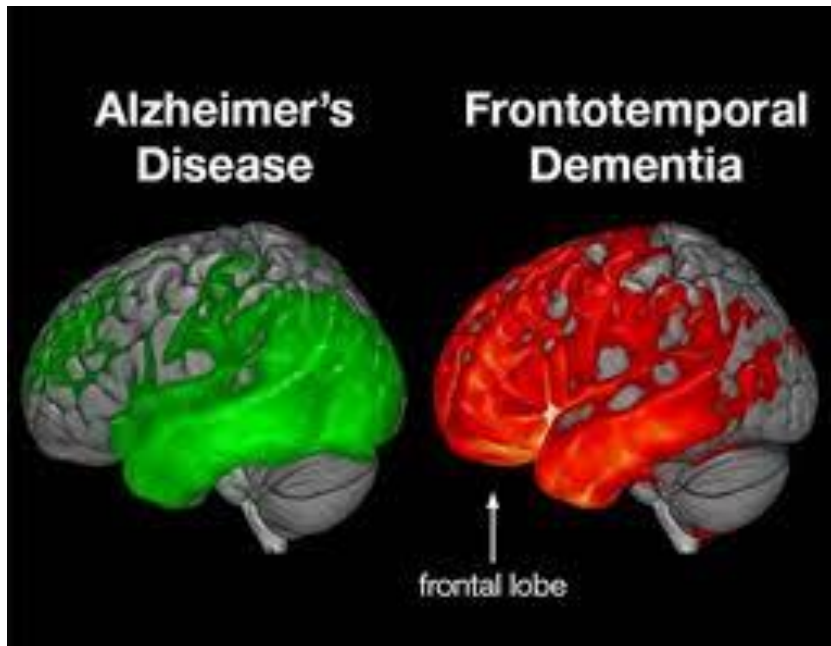 Alzheimer's
Disease
Frontotemporal
Dementia
frontal lobe